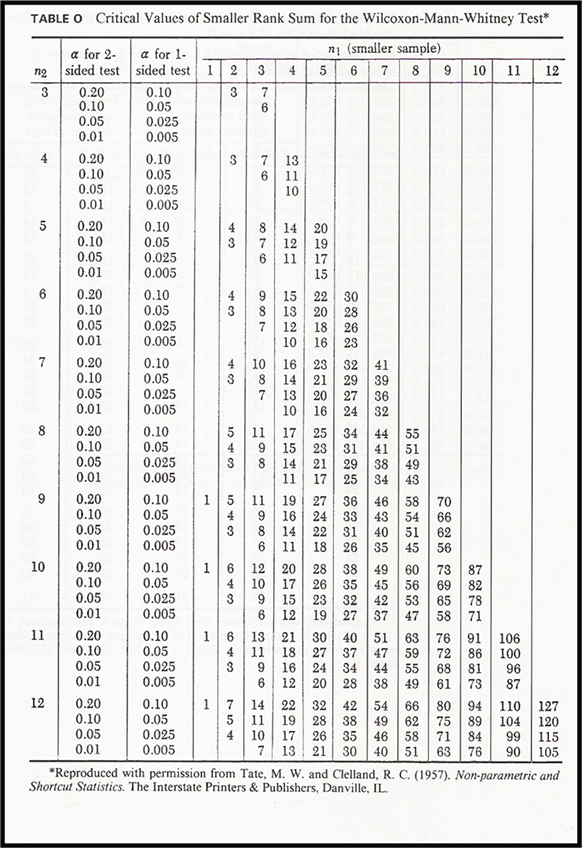 TABLE O Critical Values of Smaller Rank Sum for the Wilcoxon-Mann-Whitney Test*
n1 (smaller sample)
n2 α for 2-sided test α for 1-sided test 1 2 3 4 5 6 7 8 9 10 11 12
3 0.20 0.10 3 7
0.10 0.05 6
0.05 0.025
0.01 0.005
4 0.20 0.10 3 7 13
0.10 0.05 6 11
0.05 0.025 10
0.01 0.005
5 0.20 0.10 4 8 14 20
0.10 0.05 3 7 12 19
0.05 0.025 6 11 17
0.01 0.005 15
6 0.20 0.10 4 9 15 22 30
0.10 0.05 3 8 13 20 28
0.05 0.025 7 12 18 26
0.01 0.005 10 16 23
7 0.20 0.10 4 10 16 23 32 41
0.10 0.05 3 8 14 21 29 39
0.05 0.025 7 13 20 27 36
0.01 0.005 10 16 24 32
8 0.20 0.10 5 11 17 25 34 44 55
0.10 0.05 4 9 15 23 31 41 51
0.05 0.025 3 8 14 21 29 38 49
0.01 0.005 11 17 25 34 43
9 0.20 0.10 1 5 11 19 27 36 46 58 70
0.10 0.05 4 9 16 24 33 43 54 66
0.05 0.025 3 8 14 22 31 40 51 62
0.01 0.005 6 11 18 26 35 45 56
10 0.20 0.10 1 6 12 20 28 38 49 60 73 87
0.10 0.05 4 10 17 26 35 45 56 69 82
0.05 0.025 3 9 15 23 32 42 53 65 78
0.01 0.005 6 12 19 27 37 47 58 71
11 0.20 0.10 1 6 13 21 30 40 51 63 76 91 106
0.10 0.05 4 11 18 27 37 47 59 72 86 100
0.05 0.025 3 9 16 24 34 44 55 68 81 96
0.01 0.005 6 12 20 28 38 49 61 73 87
12 0.20 0.10 1 7 14 22 32 42 54 66 80 94 110 127
0.10 0.05 5 11 19 28 38 49 62 75 89 104 120
0.05 0.025 4 10 17 26 35 46 58 71 84 99 115
0.01 0.005 7 13 21 30 40 51 63 76 90 105
*Reproduced with permission from Tate, M. W. and Clelland, R. C. (1957). Non-parametric and
Shortcut Statistics. The Interstate Printers & Publishers, Danville, IL.